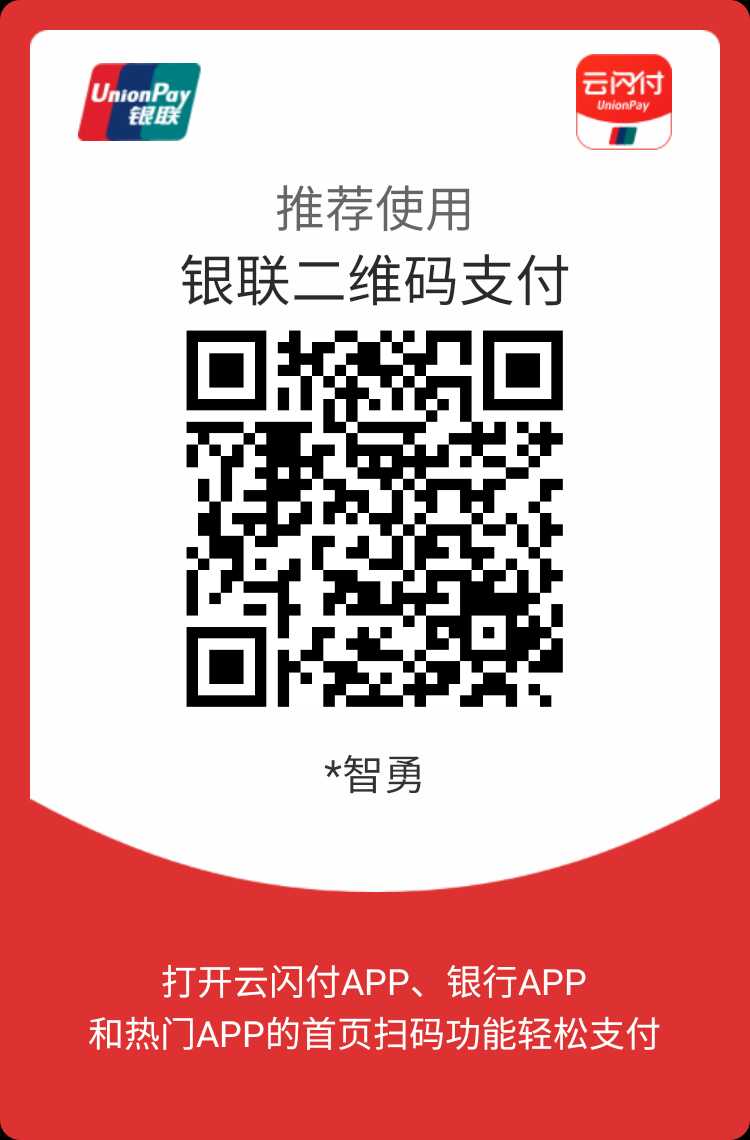 UnionPay
银联
云闪付
UnionPay
推荐使用
银联二维码支付
*智勇
打开云闪付APP、银行APP
和热门APP的首页扫码功能轻松支付